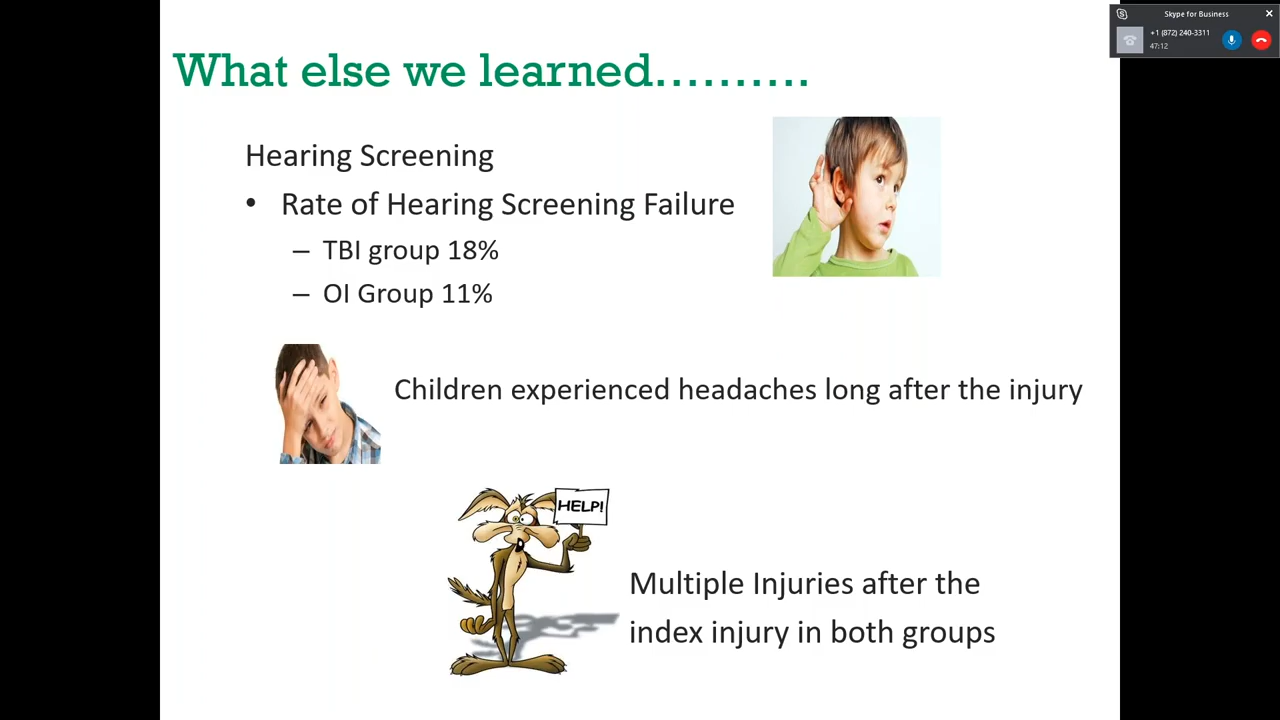 Skype for Business
+1 (872) 240-3311
47:12
What else we learned..........
Hearing Screening
• Rate of Hearing Screening Failure
– TBI group 18%
– OI Group 11%
Children experienced headaches long after the injury
HELP!
Multiple Injuries after the
index injury in both groups